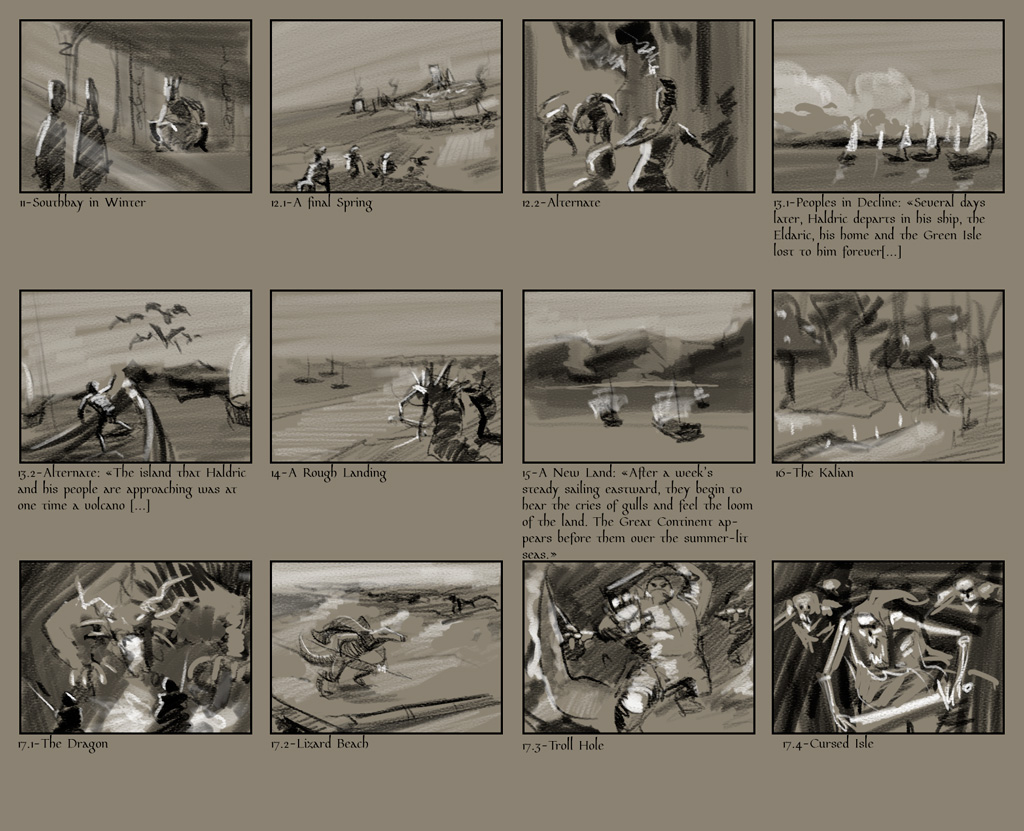 11-Southbay in Winter
12.1-A final Spring
12.2-Alternate
13.1-Peoples in Decline: «Several days
later, Haldric departs in his ship, the
Eldaric, his home and the Green Isle
lost to him forever[...]
13.2-Alternate: «The island that Haldric
and his people are approaching was at
one time a volcano [...]
14-A Rough Landing
15-A New Land: «After a week's
steady sailing eastward, they begin to
hear the cries of gulls and feel the loom
of the land. The Great Continent ap-
pears before them over the summer-lit
seas.»
16-The Kalian
17.1-The Dragon
17.2-Lizard Beach
17.3-Troll Hole
17.4-Cursed Isle